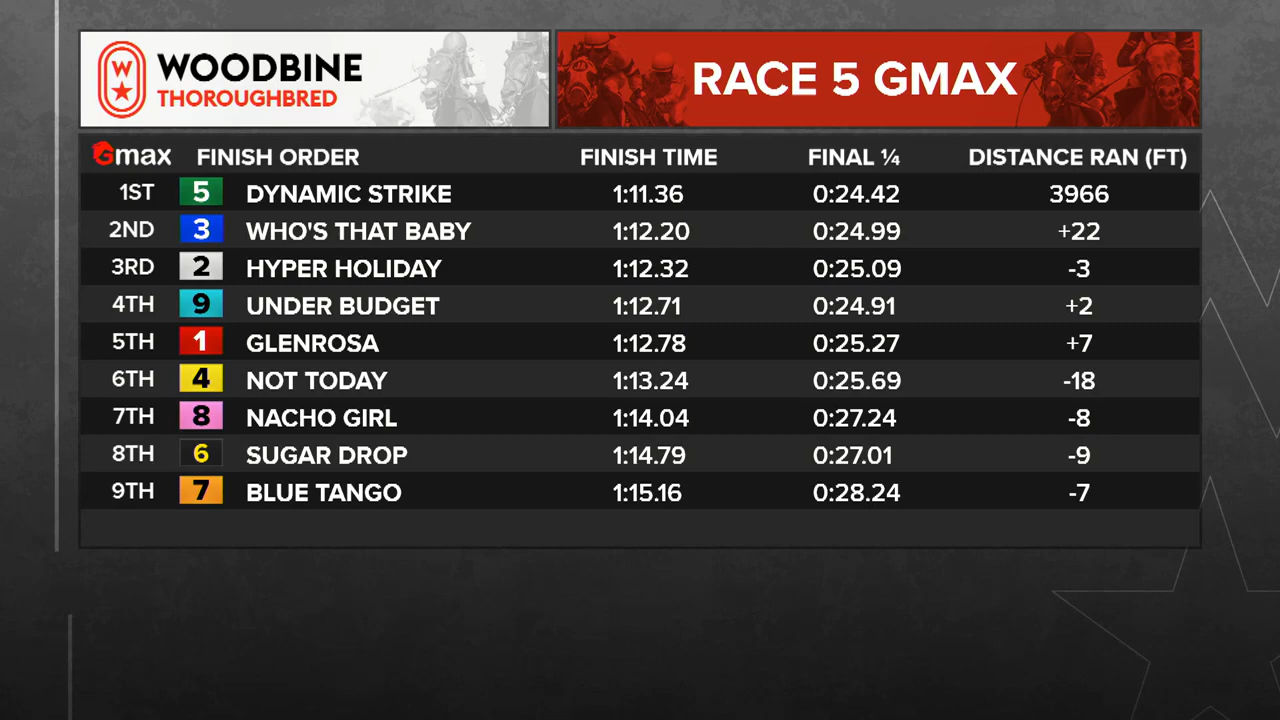 W WOODBINE THOROUGHBRED
RACE 5 GMAX
Gmax FINISH ORDER FINISH TIME FINAL ¼ DISTANCE RAN (FT)
1ST 5 DYNAMIC STRIKE 1:11.36 0:24.42 3966
2ND 3 WHO'S THAT BABY 1:12.20 0:24.99 +22
3RD 2 HYPER HOLIDAY 1:12.32 0:25.09 -3
4TH 9 UNDER BUDGET 1:12.71 0:24.91 +2
5TH 1 GLENROSA 1:12.78 0:25.27 +7
6TH 4 NOT TODAY 1:13.24 0:25.69 -18
7TH 8 NACHO GIRL 1:14.04 0:27.24 -8
8TH 6 SUGAR DROP 1:14.79 0:27.01 -9
9TH 7 BLUE TANGO 1:15.16 0:28.24 -7